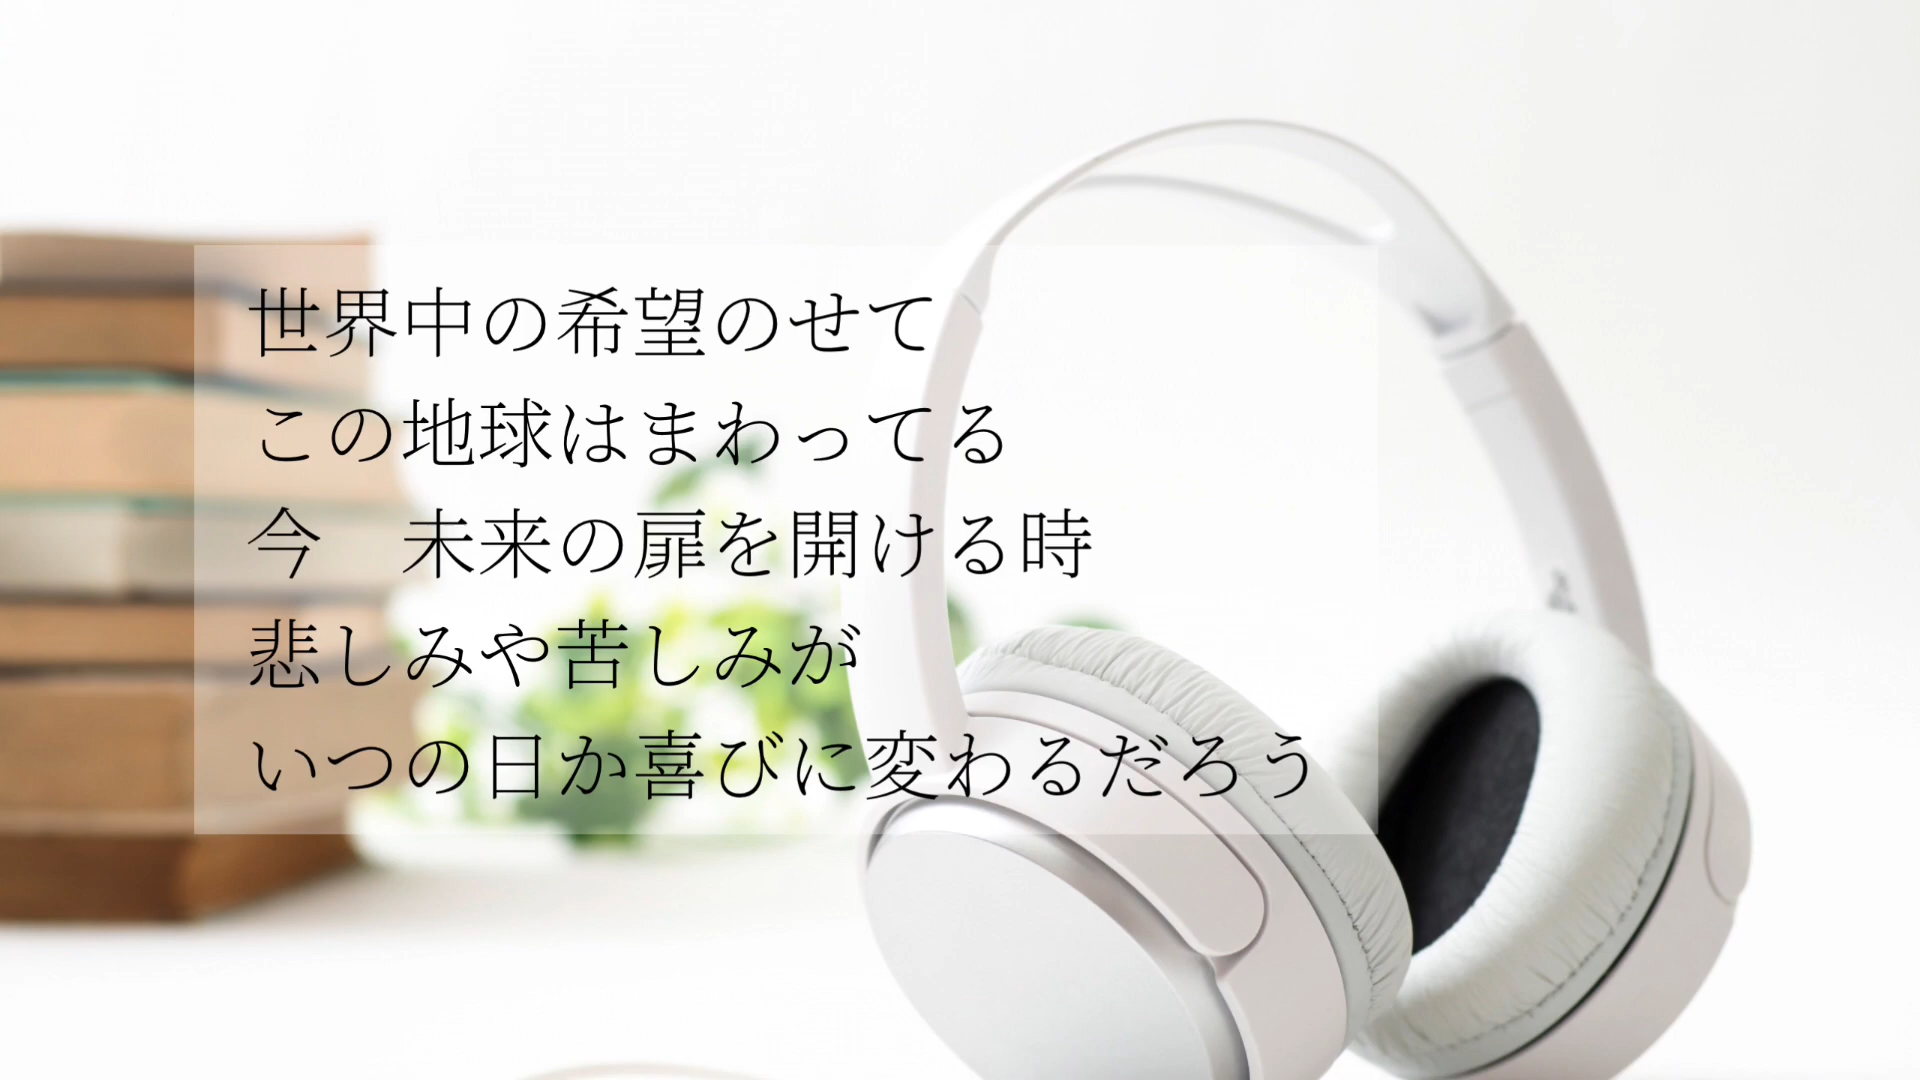 世界中の希望のせて
この地球はまわってる
今　未来の扉を開ける時
悲しみや苦しみが
いつの日か喜びに変わるだろう